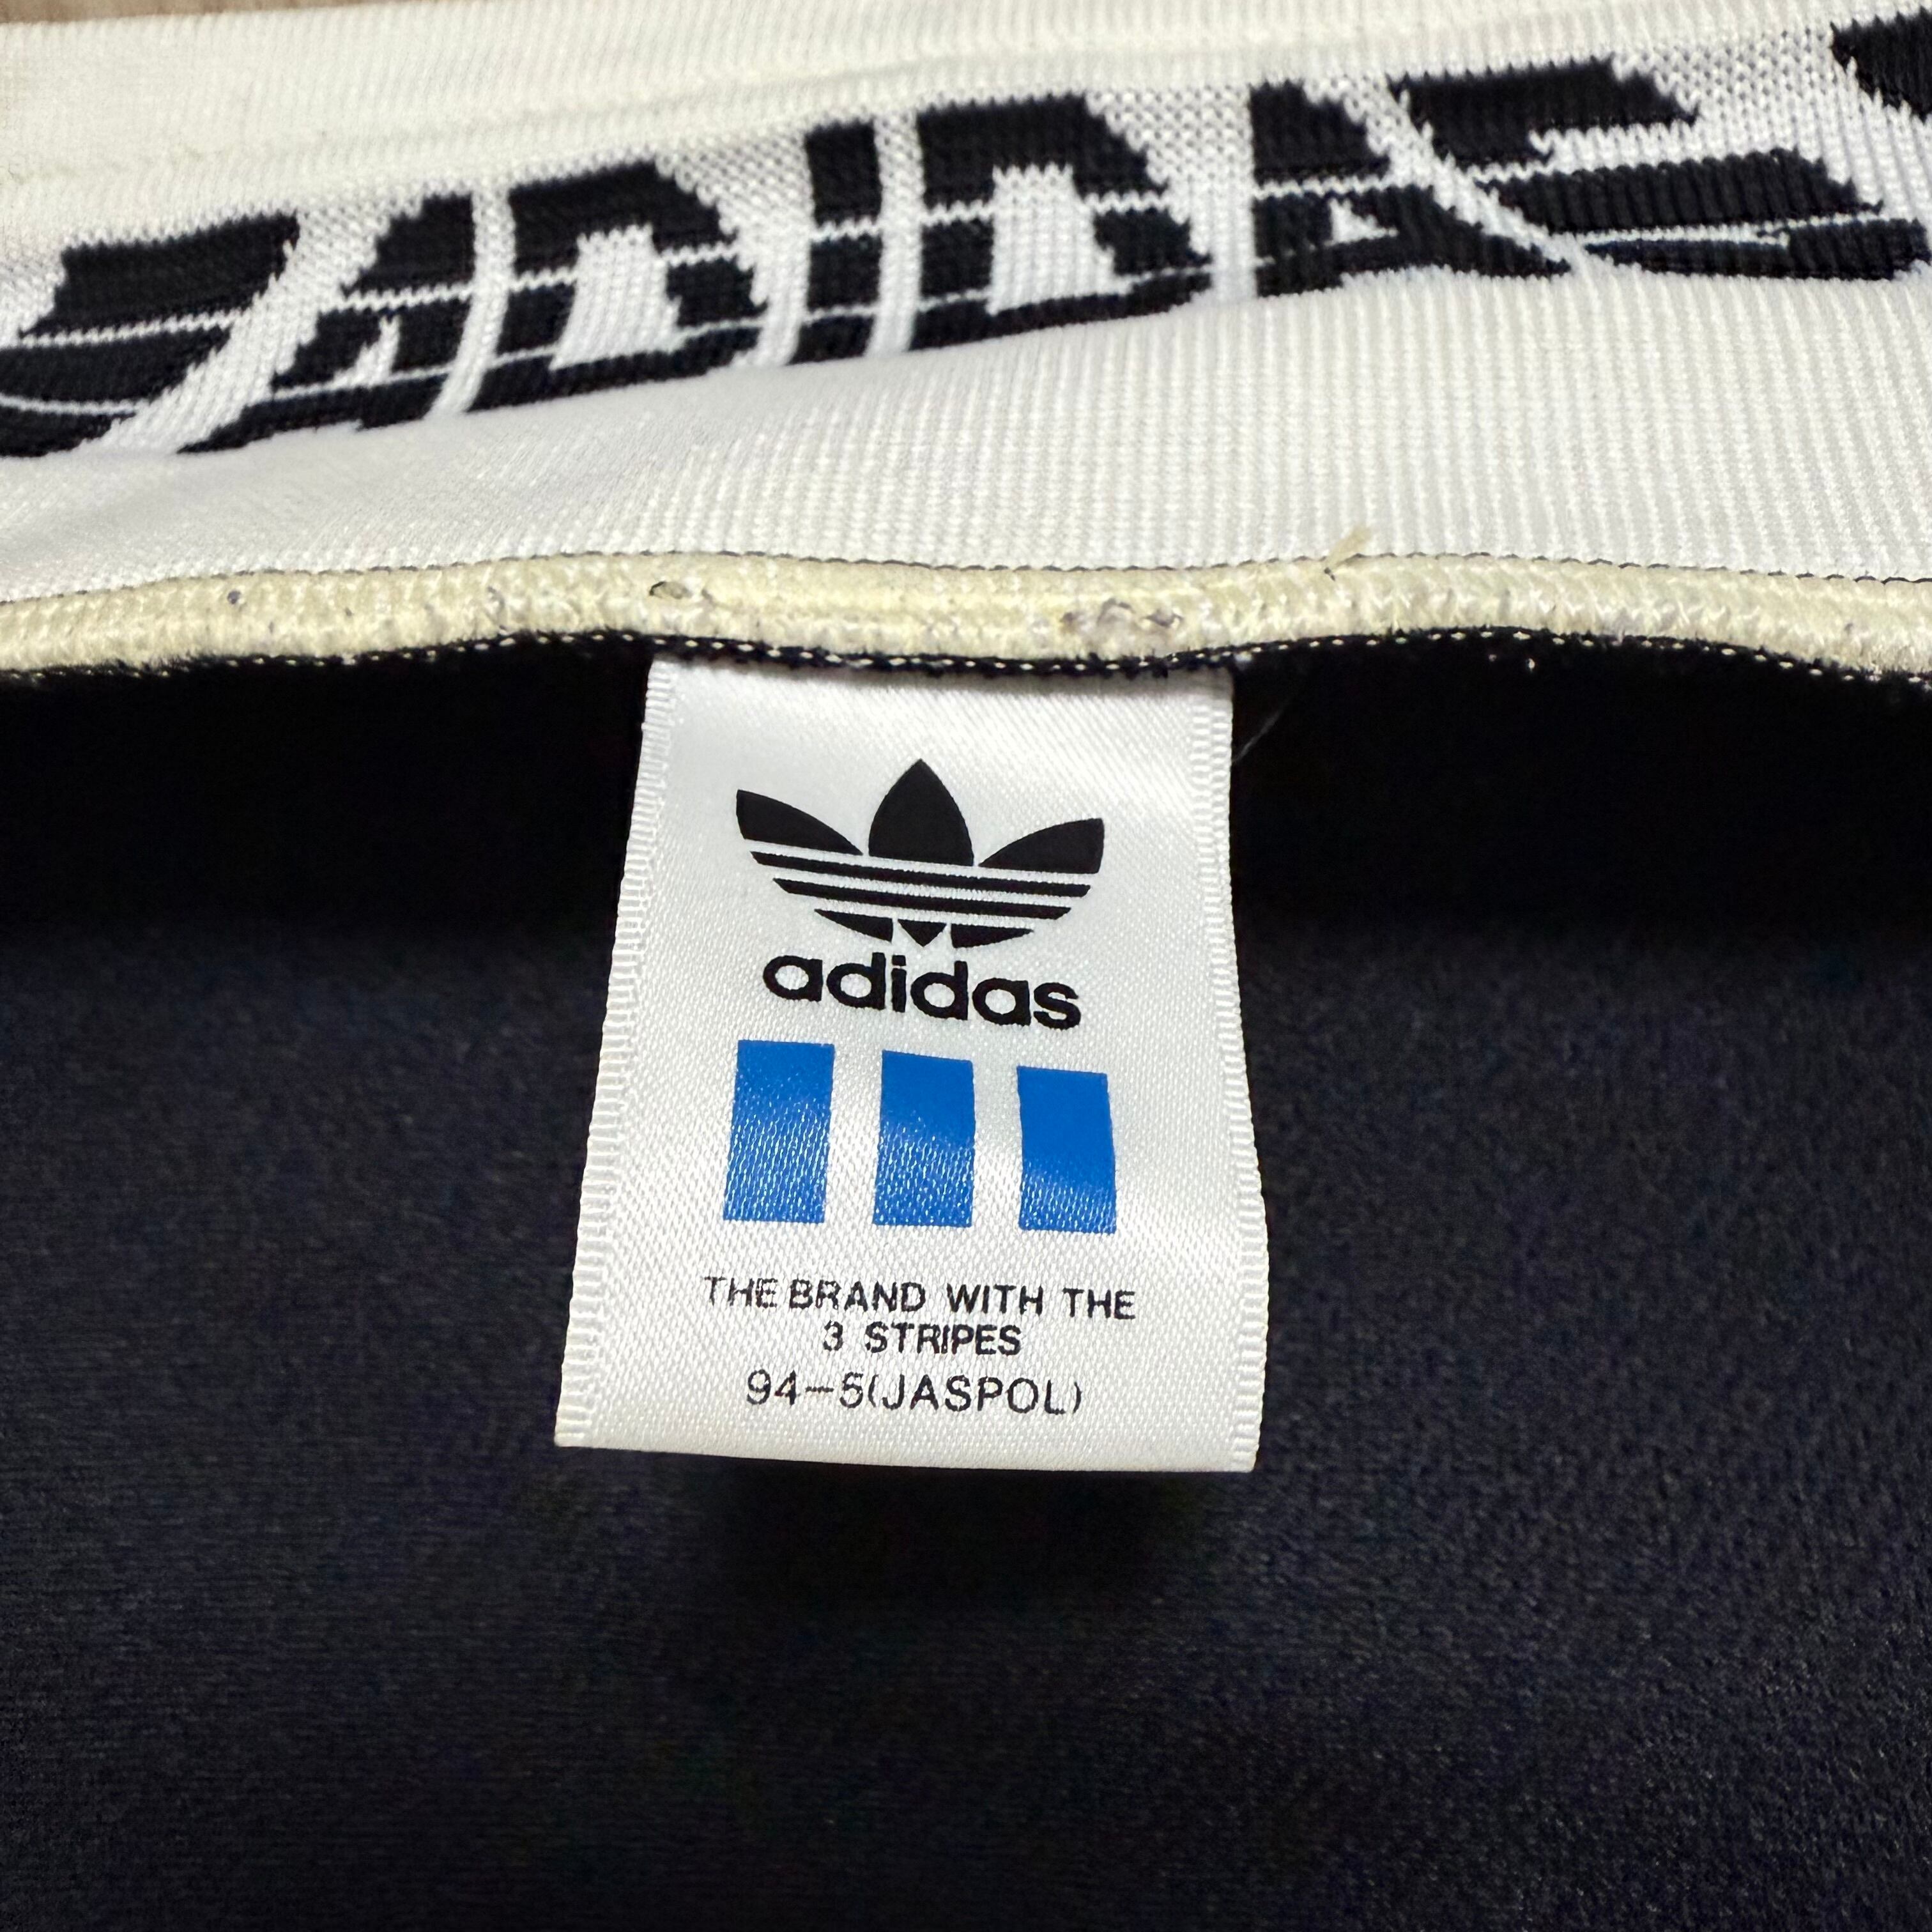 ADIDAS
adidas
THE BRAND WITH THE
3 STRIPES
94-5(JASPOL)